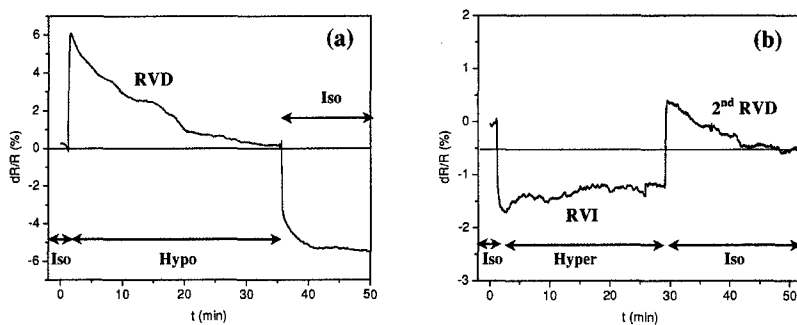 (a)
RVD
Iso
Iso
Hypo
dR/R (%)
6
4
2
0
-2
-4
-6
0
10
20
30
40
50
t (min)
(b)
2nd RVD
RVI
Iso
Hyper
Iso
dR/R (%)
2
1
0
-1
-2
-3
0
10
20
30
40
50
t (min)